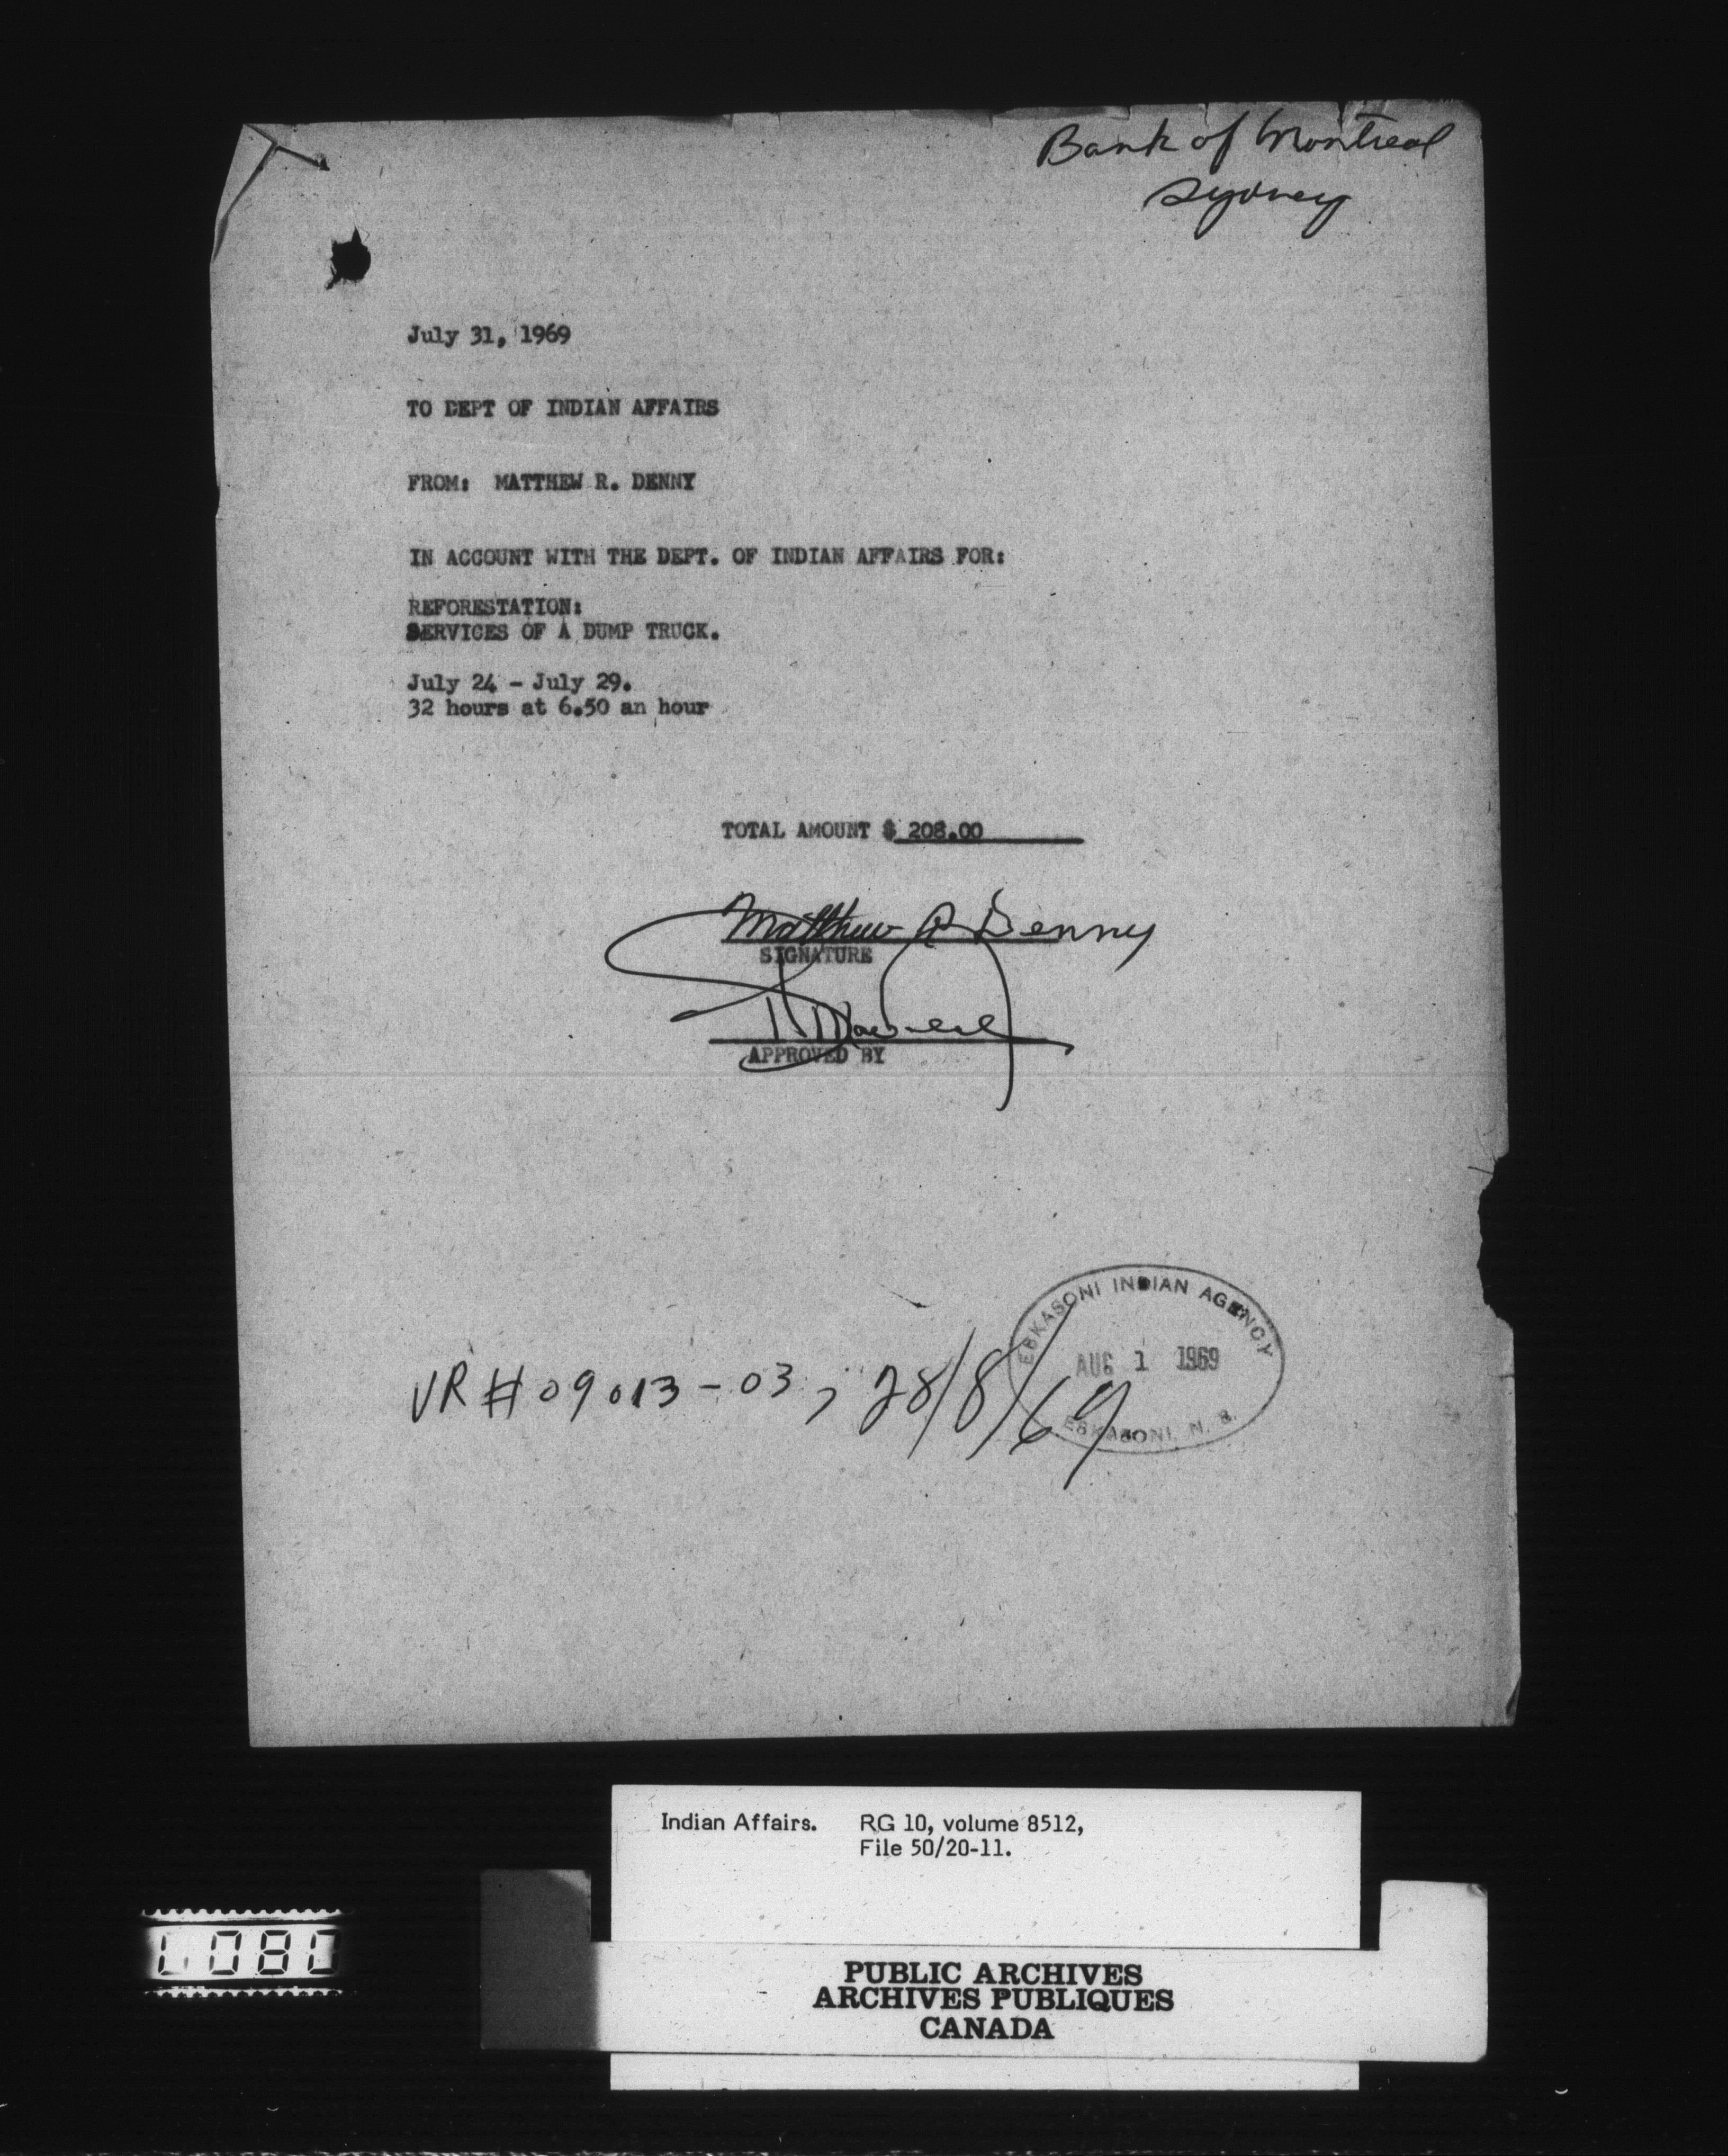 Bank of Montreal
Sydney
July 31, 1969
TO DEPT OF INDIAN AFFAIRS
FROM: MATTHEW R. DENNY
IN ACCOUNT WITH THE DEPT. OF INDIAN AFFAIRS FOR:
REFORESTATION:
SERVICES OF A DUMP TRUCK.
July 24 - July 29.
32 hours at 6.50 an hour
TOTAL AMOUNT $ 208.00
Matthew R Denny
SIGNATURE
APPROVED BY
ESKASONI INDIAN AGENCY
AUG 1 1969
ESKASONI, N. S.
VR # 09013-03; 28/8/69
Indian Affairs. RG 10, volume 8512,
File 50/20-11.
PUBLIC ARCHIVES
ARCHIVES PUBLIQUES
CANADA